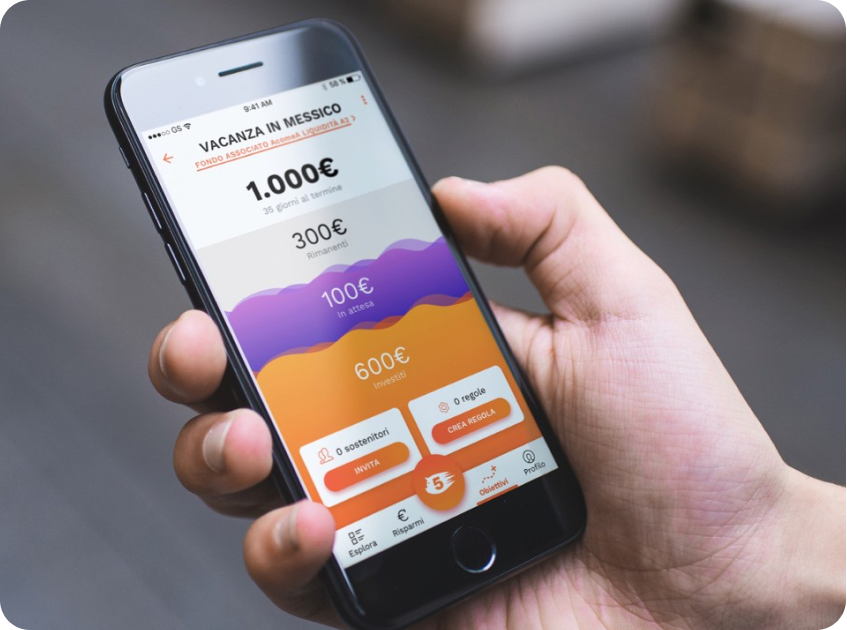 GS 9:41 AM 58 %
VACANZA IN MESSICO
FONDO ASSOCIATO AcomeA LIQUIDITÀ A2 >
1.000€
35 giorni al termine
300€
Rimanenti
100€
In attesa
600€
Investiti
0 sostenitori
INVITA
0 regole
CREA REGOLA
5
Esplora
€
Risparmi
Obiettivi
Profilo